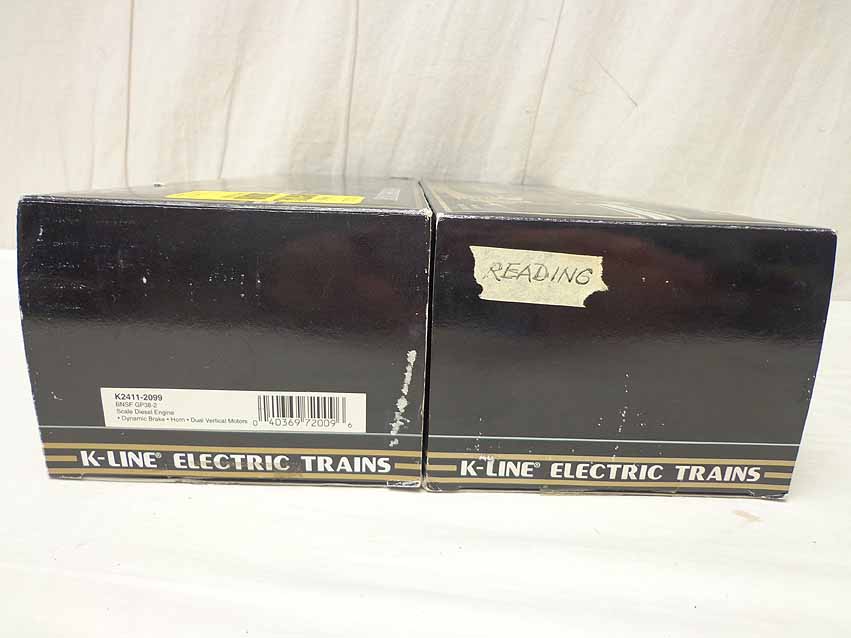 K2411-2099
BNSF GP38-2
Scale Diesel Engine
• Dynamic Brake • Horn • Dual Vertical Motors
0 40369 72009 6
K-LINE® ELECTRIC TRAINS
READING
K-LINE® ELECTRIC TRAINS